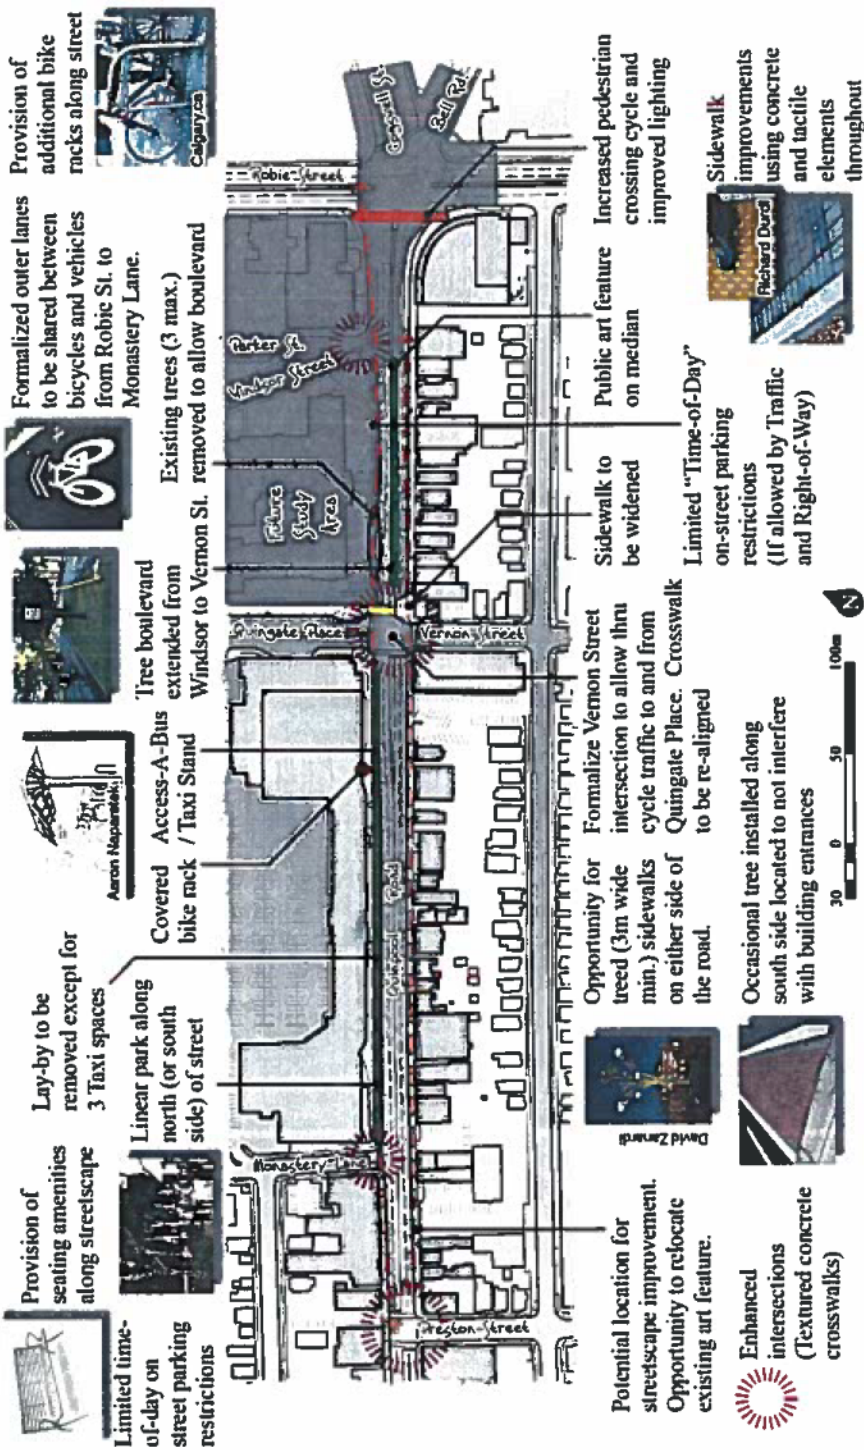 Limited time-
of-day on
street parking
restrictions
Provision of
seating amenities
along streetscape
Lay-by to be
removed except for
3 Taxi spaces
Linear park along
north (or south
side) of street
Aaron Naparstek
Covered
bike rack
Access-A-Bus
/ Taxi Stand
Tree boulevard
extended from
Windsor to Vernon St.
Formalized outer lanes
to be shared between
bicycles and vehicles
from Robie St. to
Monastery Lane.
Existing trees (3 max.)
removed to allow boulevard
Provision of
additional bike
racks along street
Calgary.ca
Preston Street
Monastery Lane
Quinpool Road
Quingate Place
Vernon Street
Future
Study
Area
Windsor Street
Parker St.
Robie Street
Cogswell St.
Bell Rd.
Potential location for
streetscape improvement.
Opportunity to relocate
existing art feature.
David Zanardi
Opportunity for
treed (3m wide
min.) sidewalks
on either side of
the road.
Formalize Vernon Street
intersection to allow thru
cycle traffic to and from
Quingate Place. Crosswalk
to be re-aligned
Sidewalk to
be widened
Public art feature
on median
Increased pedestrian
crossing cycle and
improved lighting
Limited "Time-of-Day"
on-street parking
restrictions
(If allowed by Traffic
and Right-of-Way)
Richard Durdl
Sidewalk
improvements
using concrete
and tactile
elements
throughout
Enhanced
intersections
(Textured concrete
crosswalks)
Occasional tree installed along
south side located to not interfere
with building entrances
30 0 50 100m
N